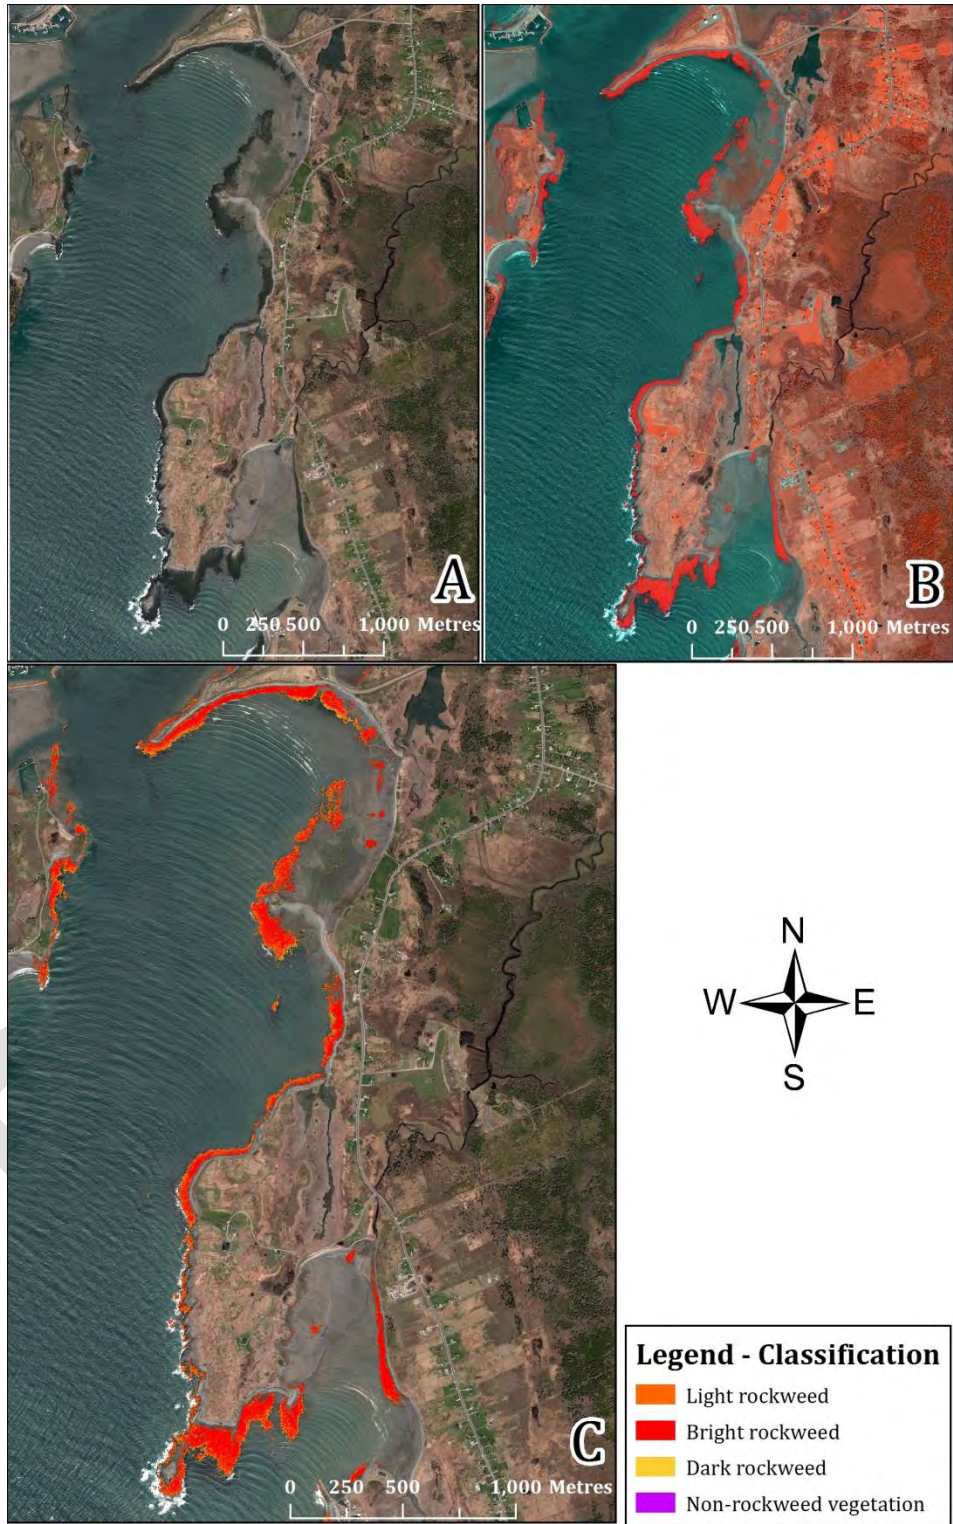 A
0 250 500 1,000 Metres
B
0 250 500 1,000 Metres
C
0 250 500 1,000 Metres
N
W E
S
Legend - Classification
Light rockweed
Bright rockweed
Dark rockweed
Non-rockweed vegetation